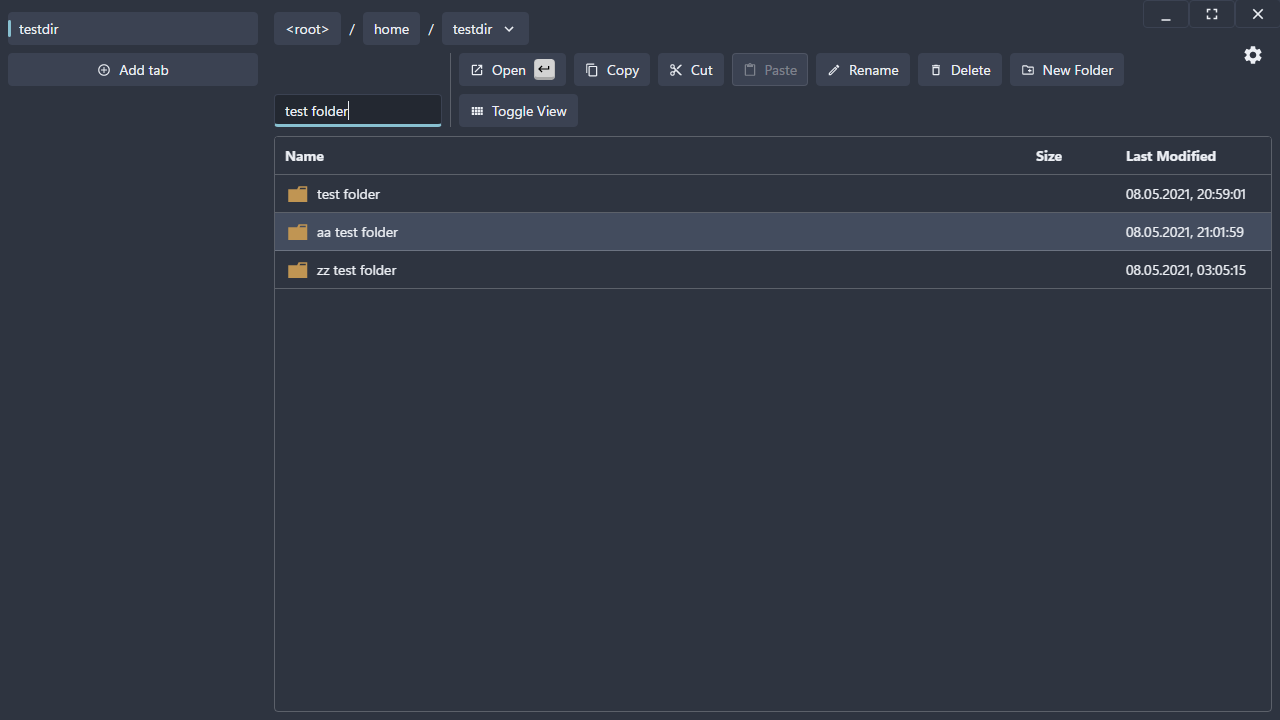 testdir
<root> / home / testdir
Add tab
Open Copy Cut Paste Rename Delete New Folder
test folder Toggle View
Name Size Last Modified
test folder 08.05.2021, 20:59:01
aa test folder 08.05.2021, 21:01:59
zz test folder 08.05.2021, 03:05:15